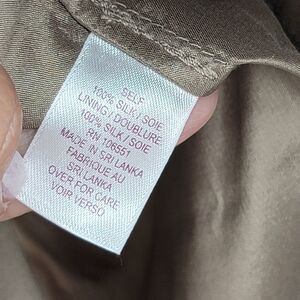 SELF
100% SILK / SOIE
LINING / DOUBLURE
100% SILK / SOIE
RN 106551
MADE IN SRI LANKA
FABRIQUE AU
SRI LANKA
OVER FOR CARE
VOIR VERSO